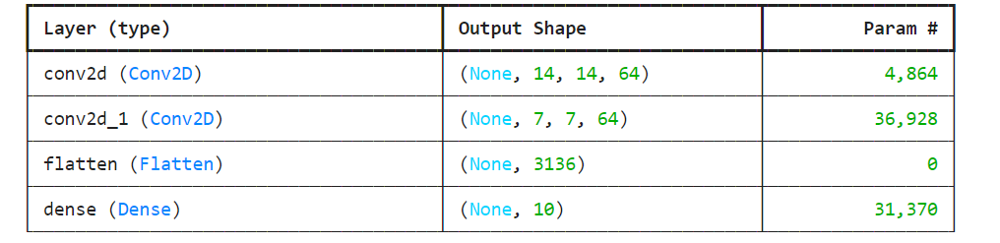 Layer (type) Output Shape Param #
conv2d (Conv2D) (None, 14, 14, 64) 4,864
conv2d_1 (Conv2D) (None, 7, 7, 64) 36,928
flatten (Flatten) (None, 3136) 0
dense (Dense) (None, 10) 31,370